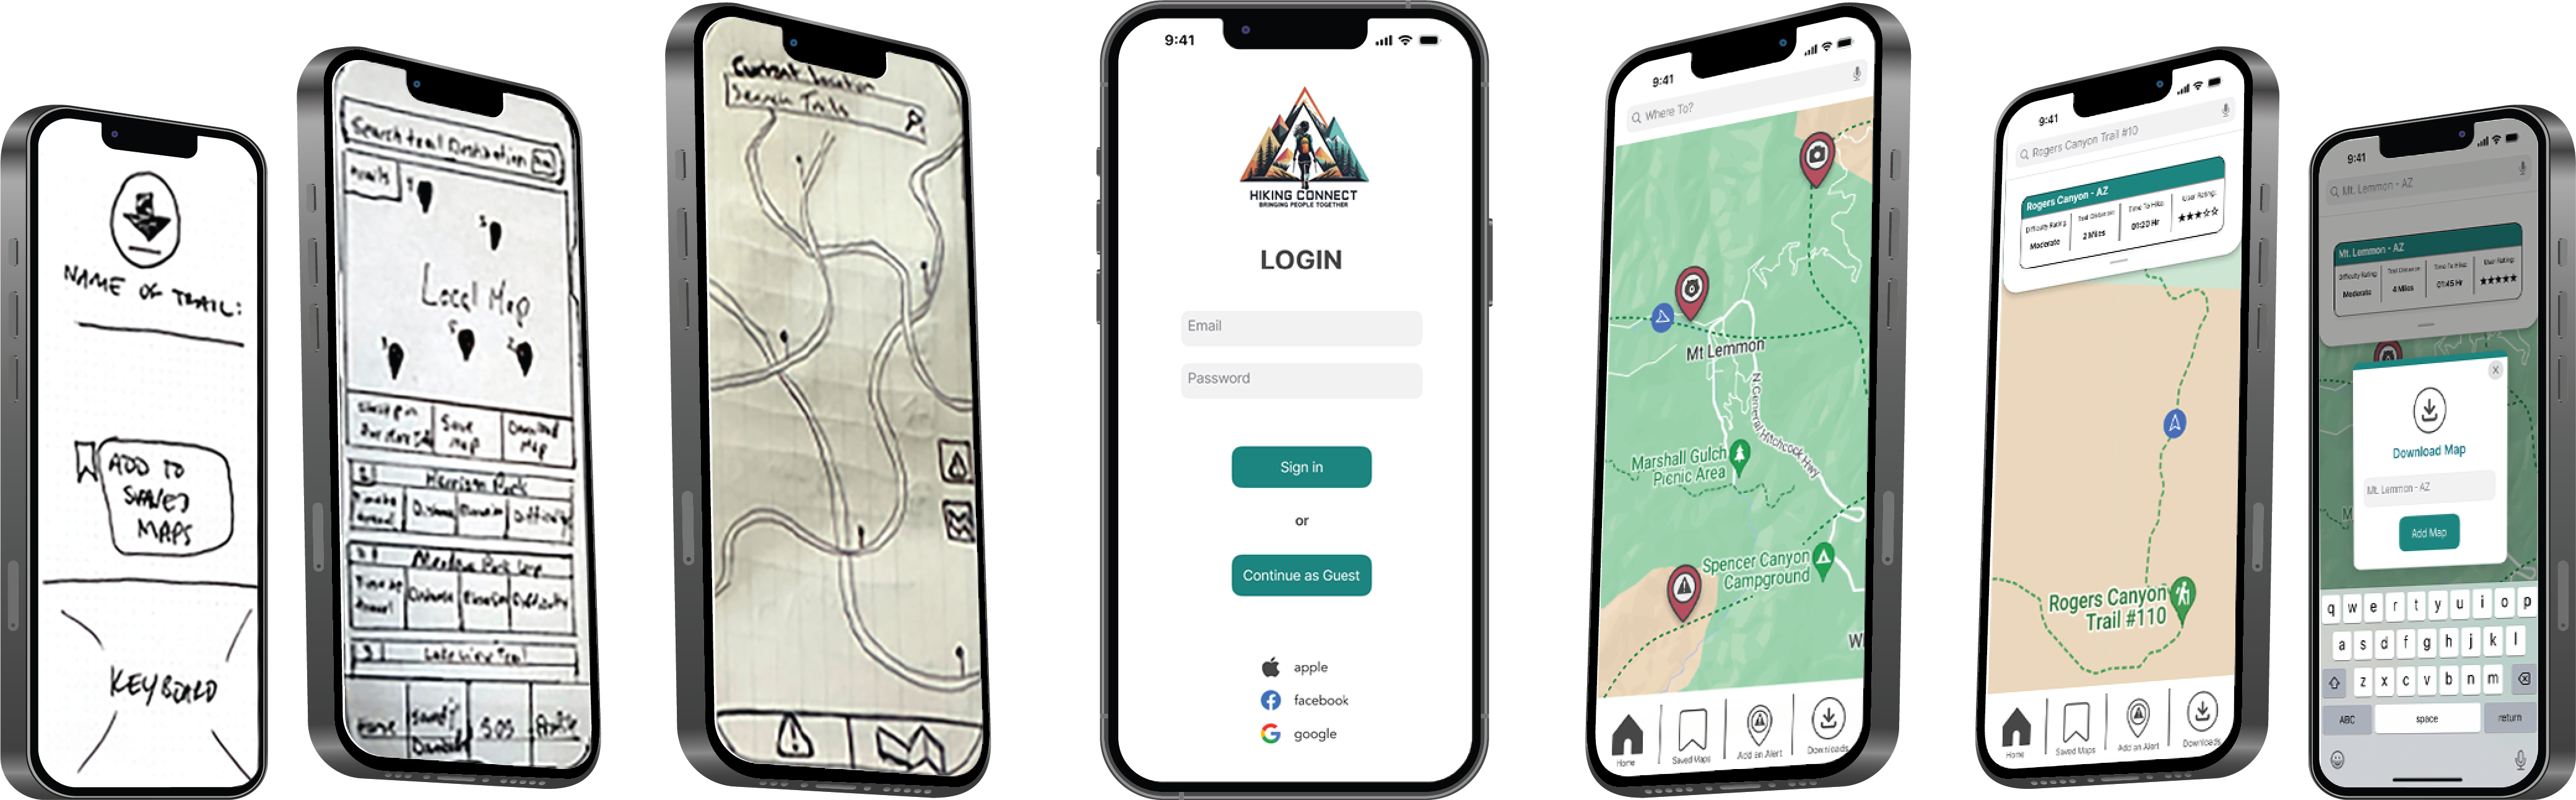 NAME OF TRAIL:
ADD TO
SAVED
MAPS
KEYBOARD
Search trail Destination
Local Map
Save
Map
Download
Map
Harrison Park
Difficulty
Meadow Park Loop
Difficulty
Lake View Trail
Home
SOS
Profile
Current location
Search Trails
9:41
HIKING CONNECT
BRINGING PEOPLE TOGETHER
LOGIN
Email
Password
Sign in
or
Continue as Guest
apple
facebook
google
9:41
Where To?
Mt Lemmon
N General Hitchcock Hwy
Marshall Gulch
Picnic Area
Spencer Canyon
Campground
W
Home
Saved Maps
Add an Alert
Downloads
9:41
Rogers Canyon Trail #10
Rogers Canyon - AZ
Difficulty Rating:
Trail Distance:
Time To Hike:
User Rating:
Moderate
2 Miles
01:20 Hr
Rogers Canyon
Trail #110
Home
Saved Maps
Add an Alert
Downloads
9:41
Mt. Lemmon - AZ
Mt. Lemmon - AZ
Difficulty Rating:
Trail Distance:
Time To Hike:
User Rating:
Moderate
4 Miles
01:45 Hr
X
Download Map
Mt. Lemmon - AZ
Add Map
M
q w e r t y u i o p
a s d f g h j k l
z x c v b n m
ABC
space
return